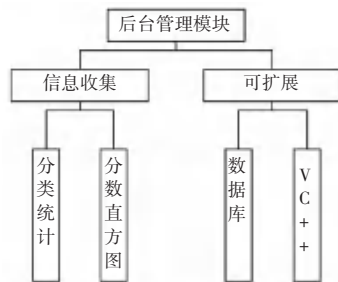 后台管理模块
信息收集
可扩展
分类统计
分数直方图
数据库
VC++